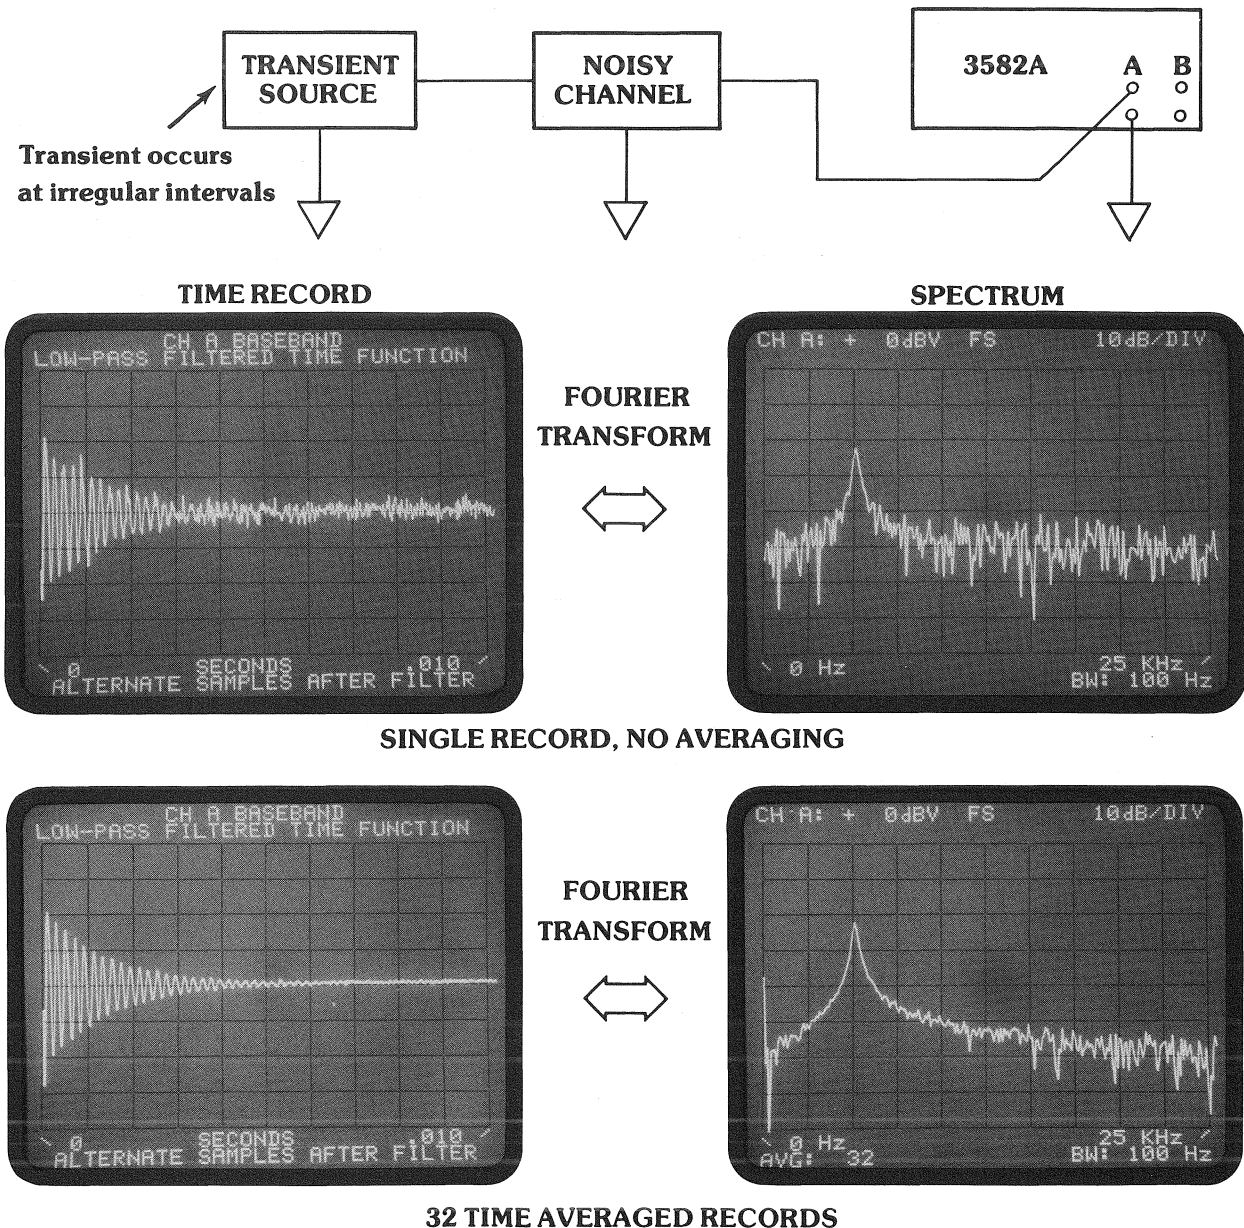 TRANSIENT
SOURCE
NOISY
CHANNEL
3582A
A
B
Transient occurs
at irregular intervals
TIME RECORD
SPECTRUM
CH A BASEBAND
LOW-PASS FILTERED TIME FUNCTION
0
SECONDS
.010
ALTERNATE SAMPLES AFTER FILTER
FOURIER
TRANSFORM
CH A: + 0dBV FS
10dB/DIV
0 Hz
25 KHz
BW: 100 Hz
SINGLE RECORD, NO AVERAGING
CH A BASEBAND
LOW-PASS FILTERED TIME FUNCTION
0
SECONDS
.010
ALTERNATE SAMPLES AFTER FILTER
FOURIER
TRANSFORM
CH A: + 0dBV FS
10dB/DIV
0 Hz
25 KHz
AVG: 32
BW: 100 Hz
32 TIME AVERAGED RECORDS